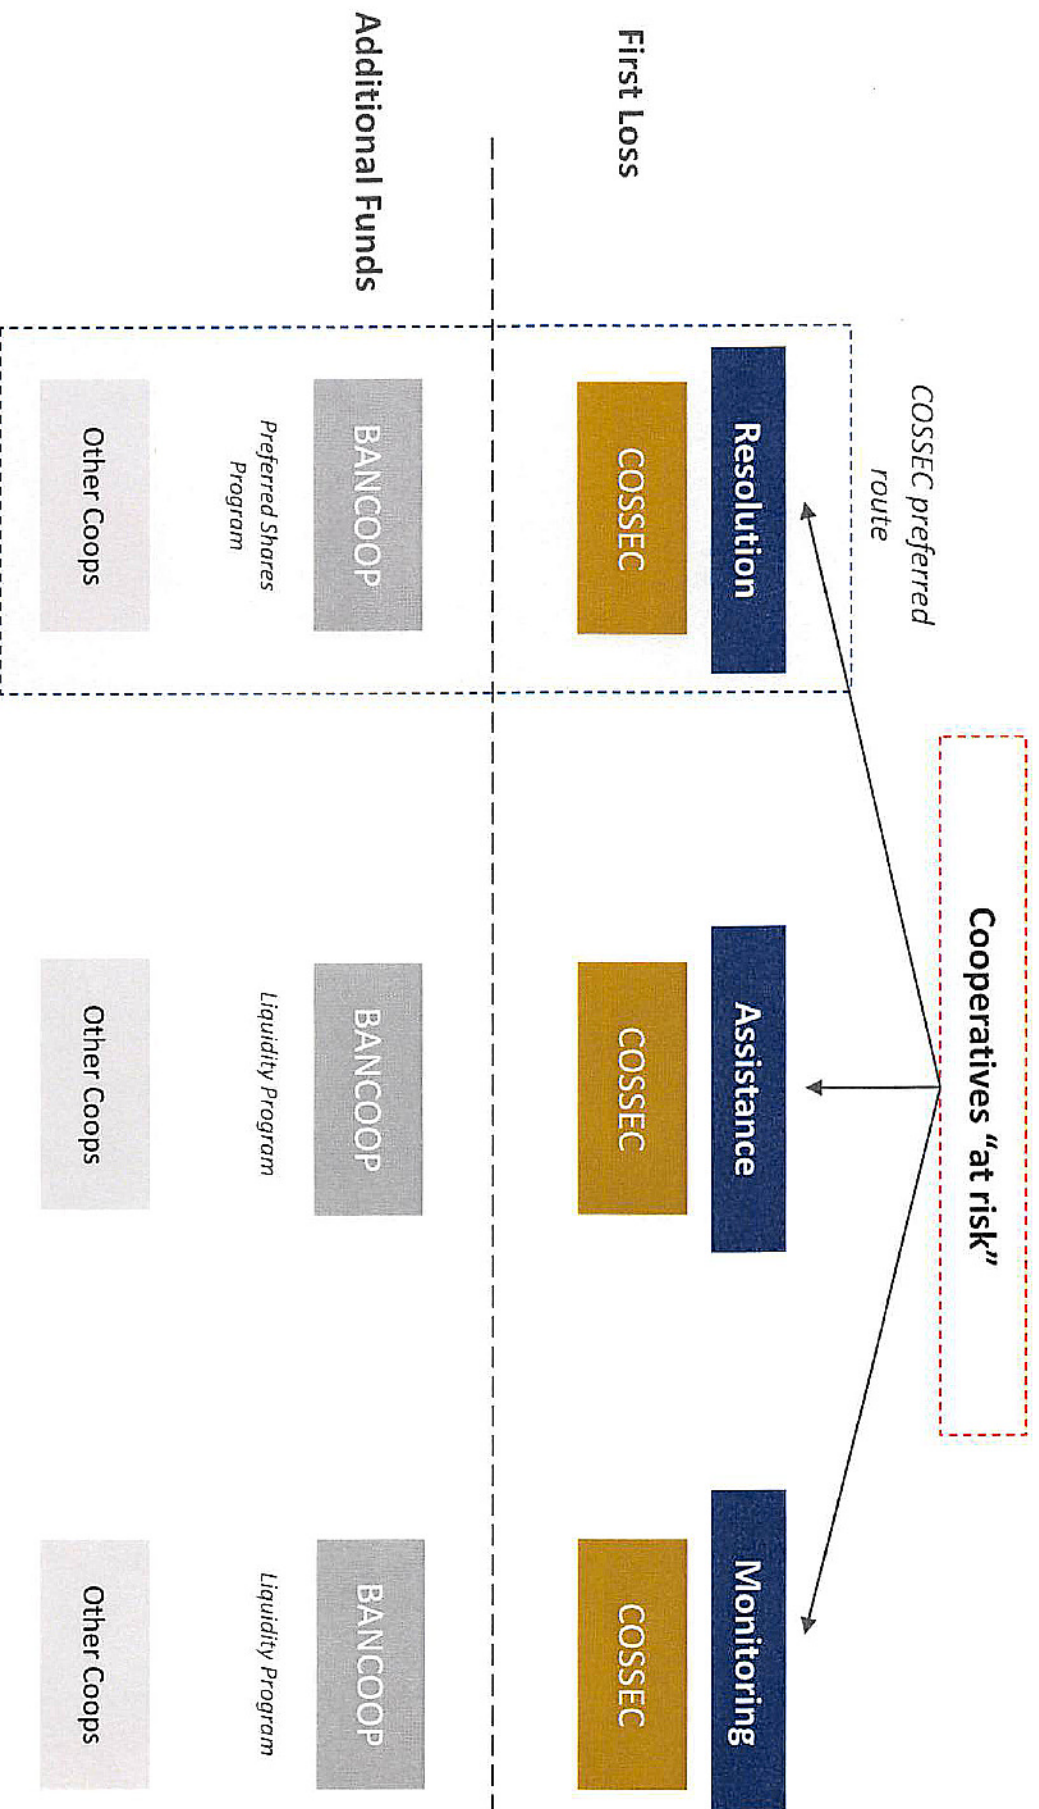 Cooperatives “at risk”
COSSEC preferred
route
Resolution
Assistance
Monitoring
First Loss
COSSEC
COSSEC
COSSEC
Additional Funds
BANCOOP
BANCOOP
BANCOOP
Preferred Shares
Program
Liquidity Program
Liquidity Program
Other Coops
Other Coops
Other Coops